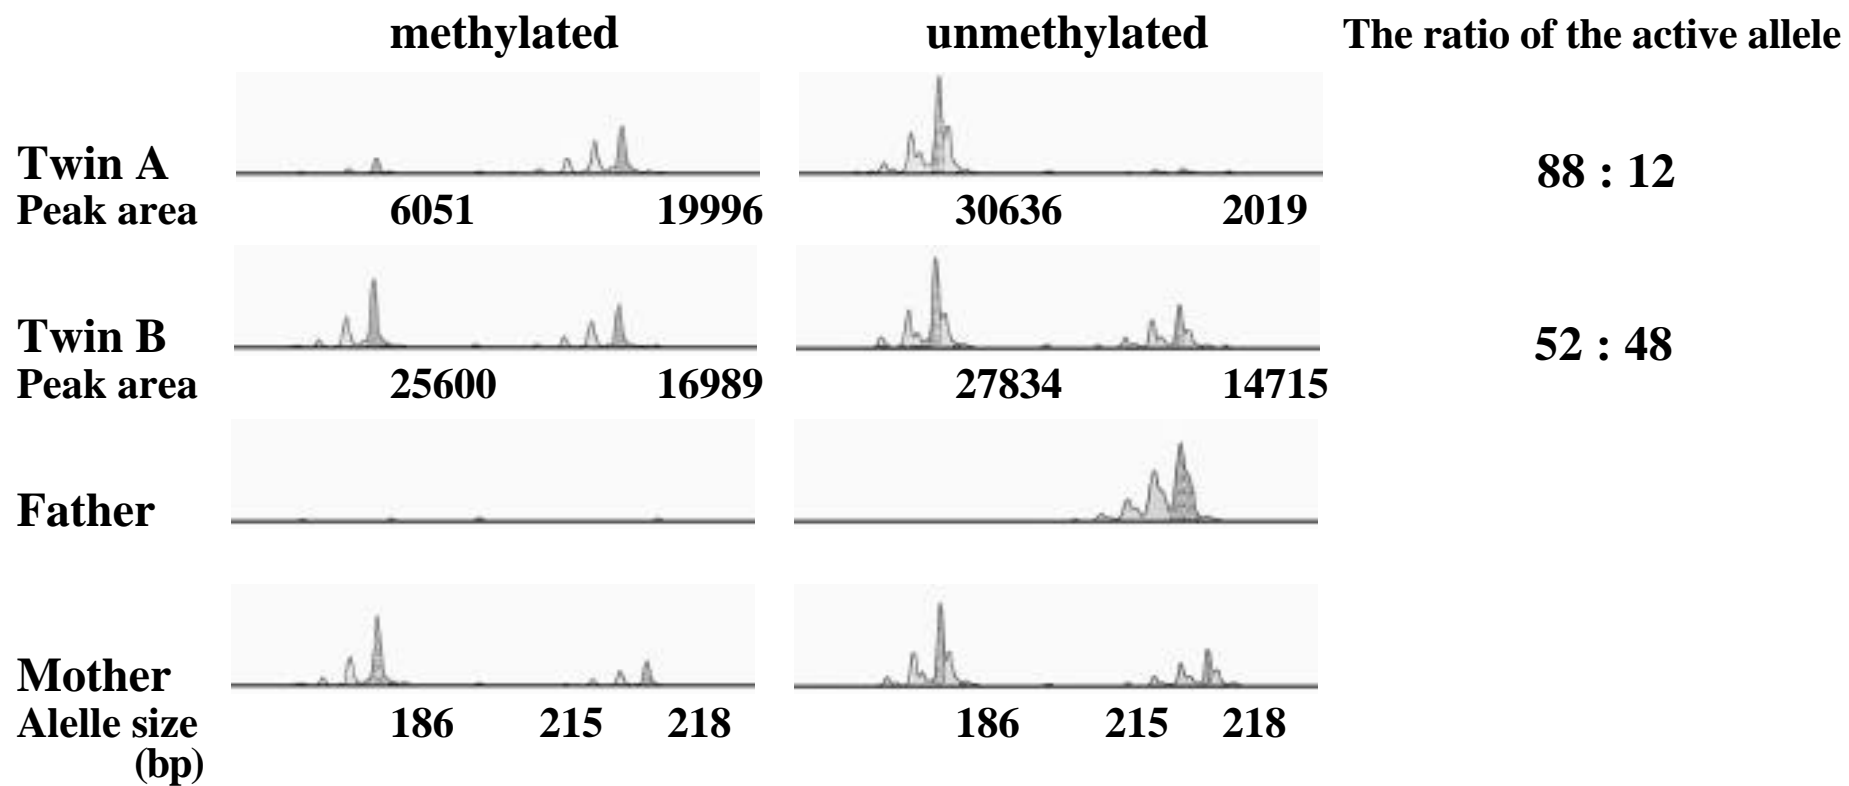 methylated unmethylated The ratio of the active allele
Twin A 88 : 12
Peak area 6051 19996 30636 2019
Twin B 52 : 48
Peak area 25600 16989 27834 14715
Father
Mother
Alelle size 186 215 218 186 215 218
(bp)